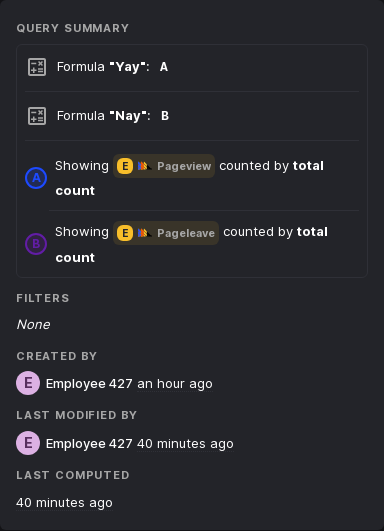 QUERY SUMMARY
Formula "Yay": A
Formula "Nay": B
A Showing E Pageview counted by total
count
B Showing E Pageleave counted by total
count
FILTERS
None
CREATED BY
E Employee 427 an hour ago
LAST MODIFIED BY
E Employee 427 40 minutes ago
LAST COMPUTED
40 minutes ago